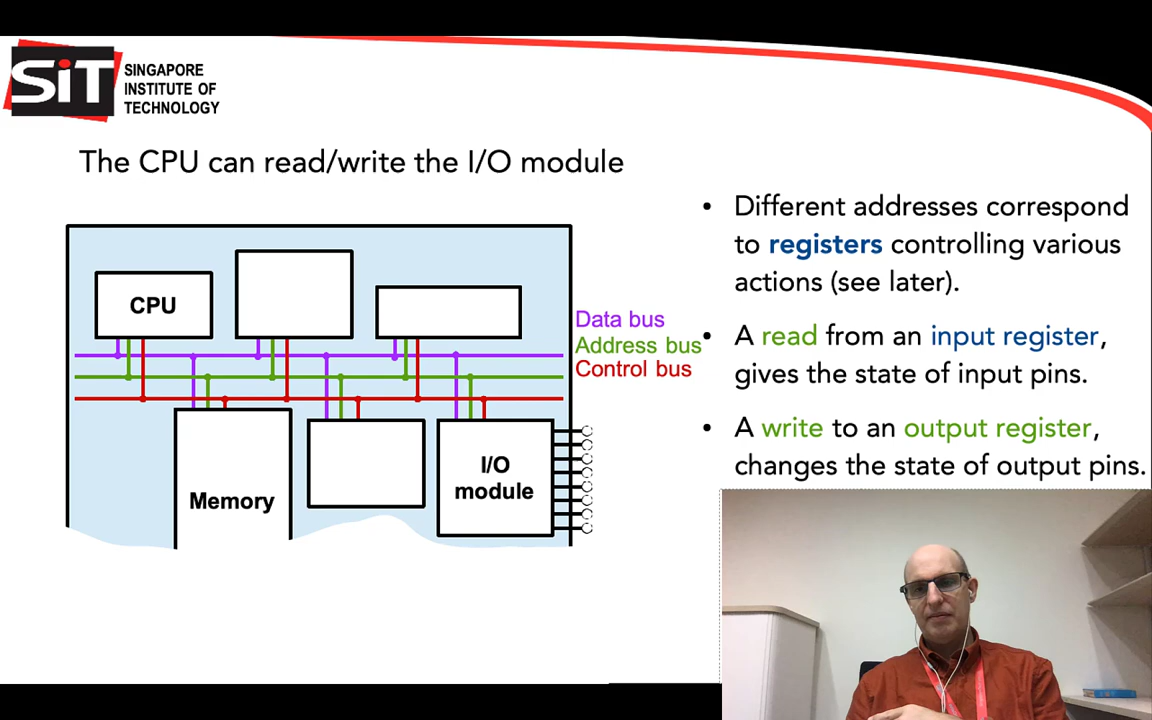 SiT
SINGAPORE
INSTITUTE OF
TECHNOLOGY
The CPU can read/write the I/O module
CPU
Data bus
Address bus
Control bus
Memory
I/O
module
• Different addresses correspond
to registers controlling various
actions (see later).
• A read from an input register,
gives the state of input pins.
• A write to an output register,
changes the state of output pins.